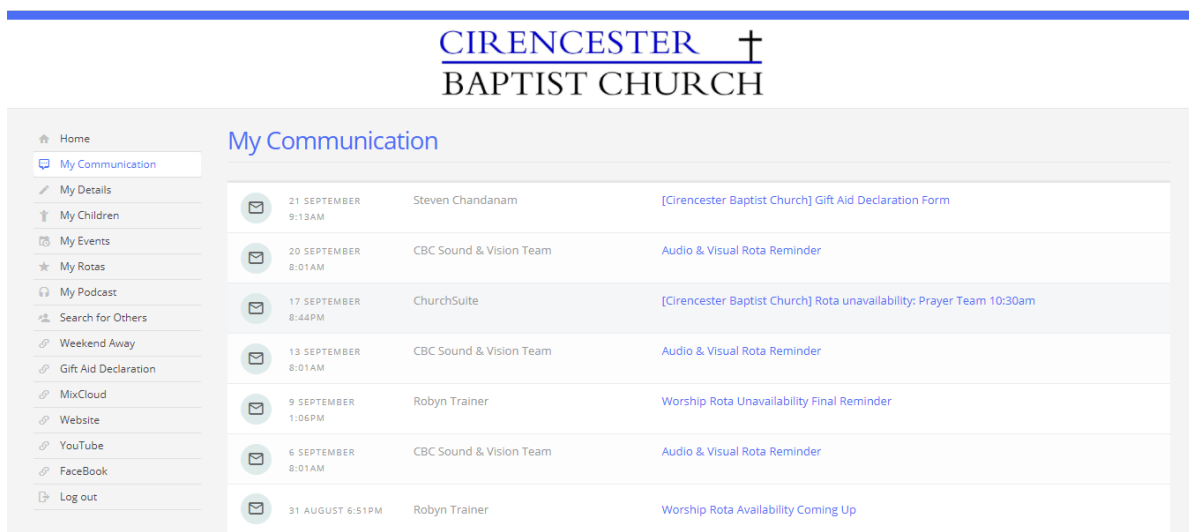 CIRENCESTER
BAPTIST CHURCH
Home
My Communication
My Details
My Children
My Events
My Rotas
My Podcast
Search for Others
Weekend Away
Gift Aid Declaration
MixCloud
Website
YouTube
FaceBook
Log out
My Communication
21 SEPTEMBER
9:13AM
Steven Chandanam
[Cirencester Baptist Church] Gift Aid Declaration Form
20 SEPTEMBER
8:01AM
CBC Sound & Vision Team
Audio & Visual Rota Reminder
17 SEPTEMBER
8:44PM
ChurchSuite
[Cirencester Baptist Church] Rota unavailability: Prayer Team 10:30am
13 SEPTEMBER
8:01AM
CBC Sound & Vision Team
Audio & Visual Rota Reminder
9 SEPTEMBER
1:06PM
Robyn Trainer
Worship Rota Unavailability Final Reminder
6 SEPTEMBER
8:01AM
CBC Sound & Vision Team
Audio & Visual Rota Reminder
31 AUGUST 6:51PM
Robyn Trainer
Worship Rota Availability Coming Up